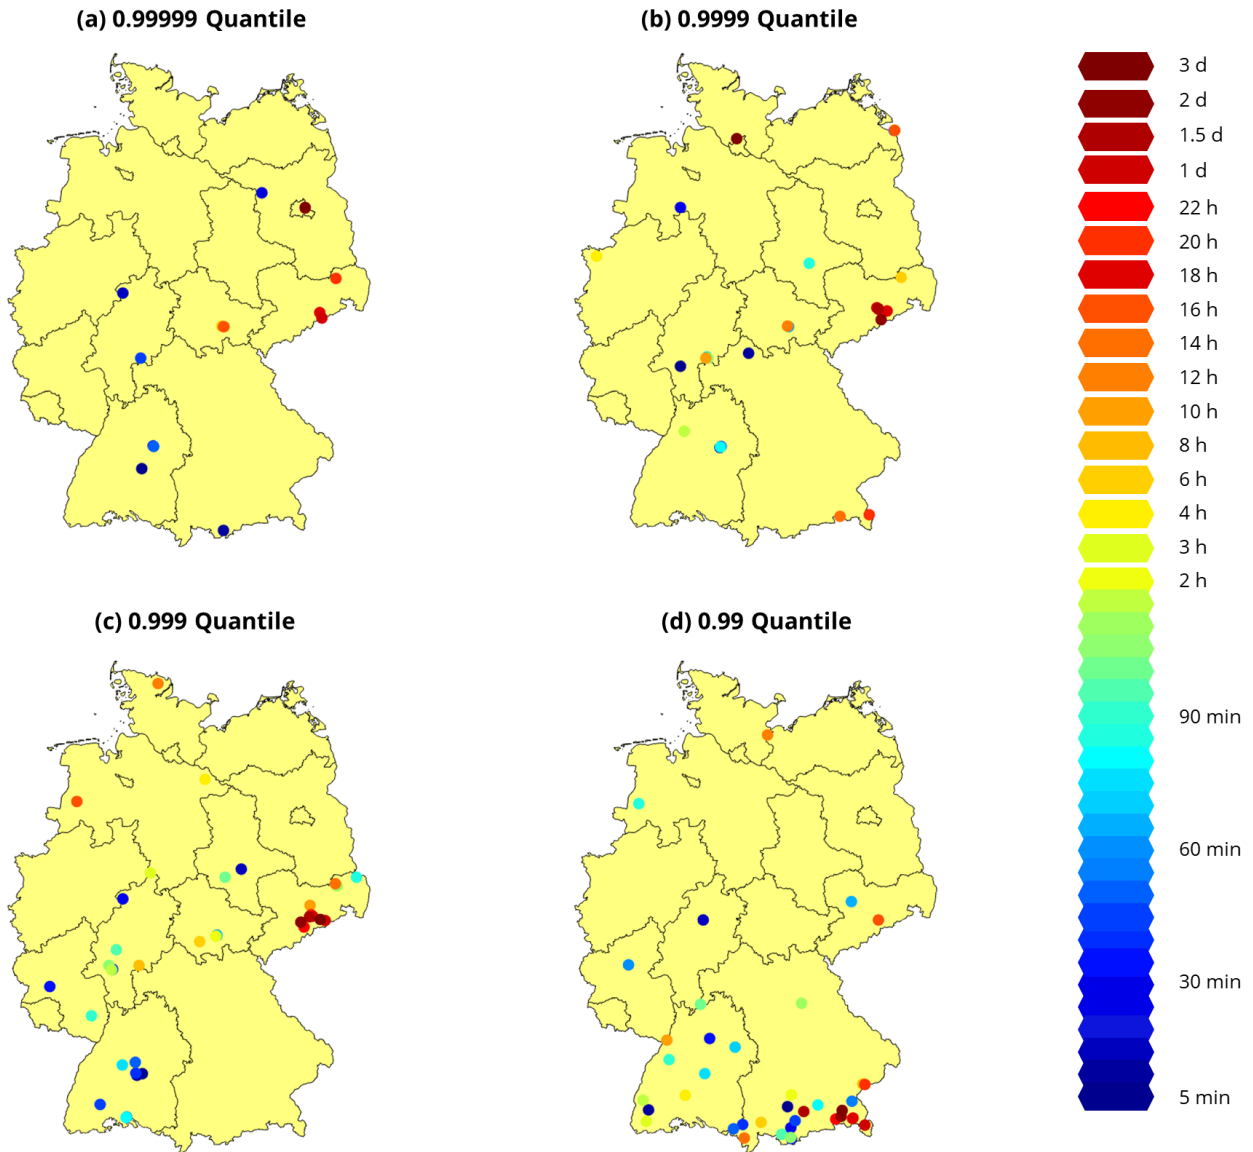 (a) 0.99999 Quantile
(b) 0.9999 Quantile
3 d
2 d
1.5 d
1 d
22 h
20 h
18 h
16 h
14 h
12 h
10 h
8 h
6 h
4 h
3 h
2 h
90 min
60 min
30 min
5 min
(c) 0.999 Quantile
(d) 0.99 Quantile